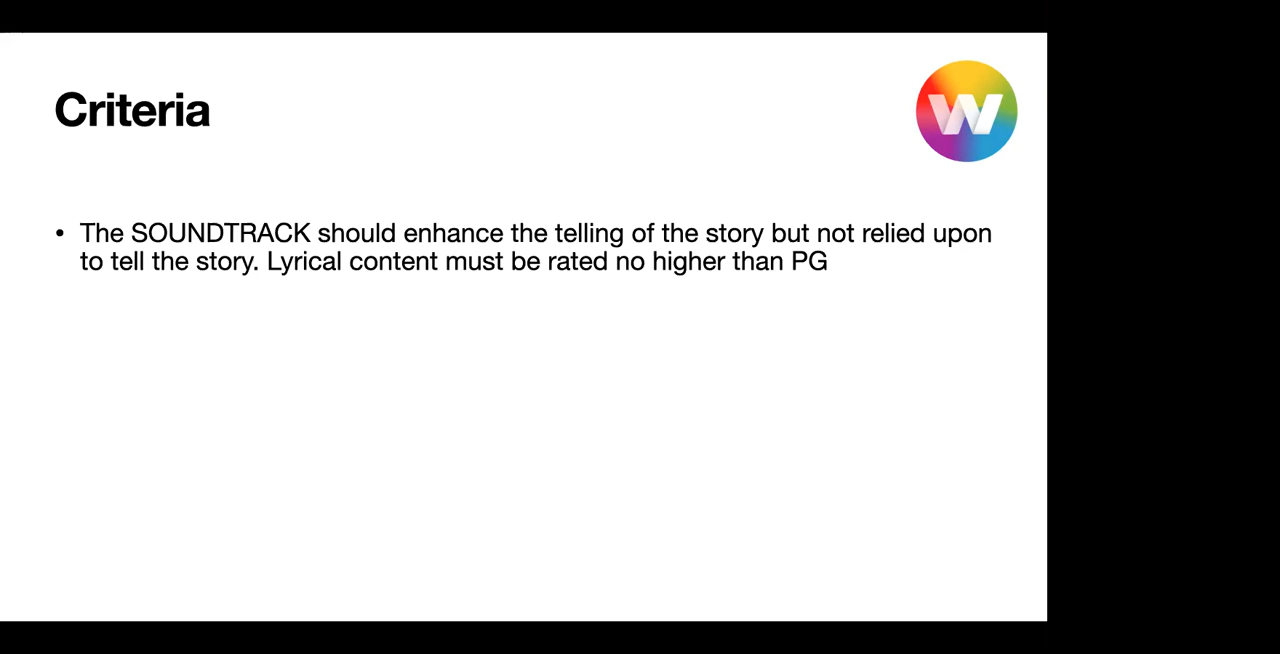 Criteria
W
• The SOUNDTRACK should enhance the telling of the story but not relied upon
to tell the story. Lyrical content must be rated no higher than PG